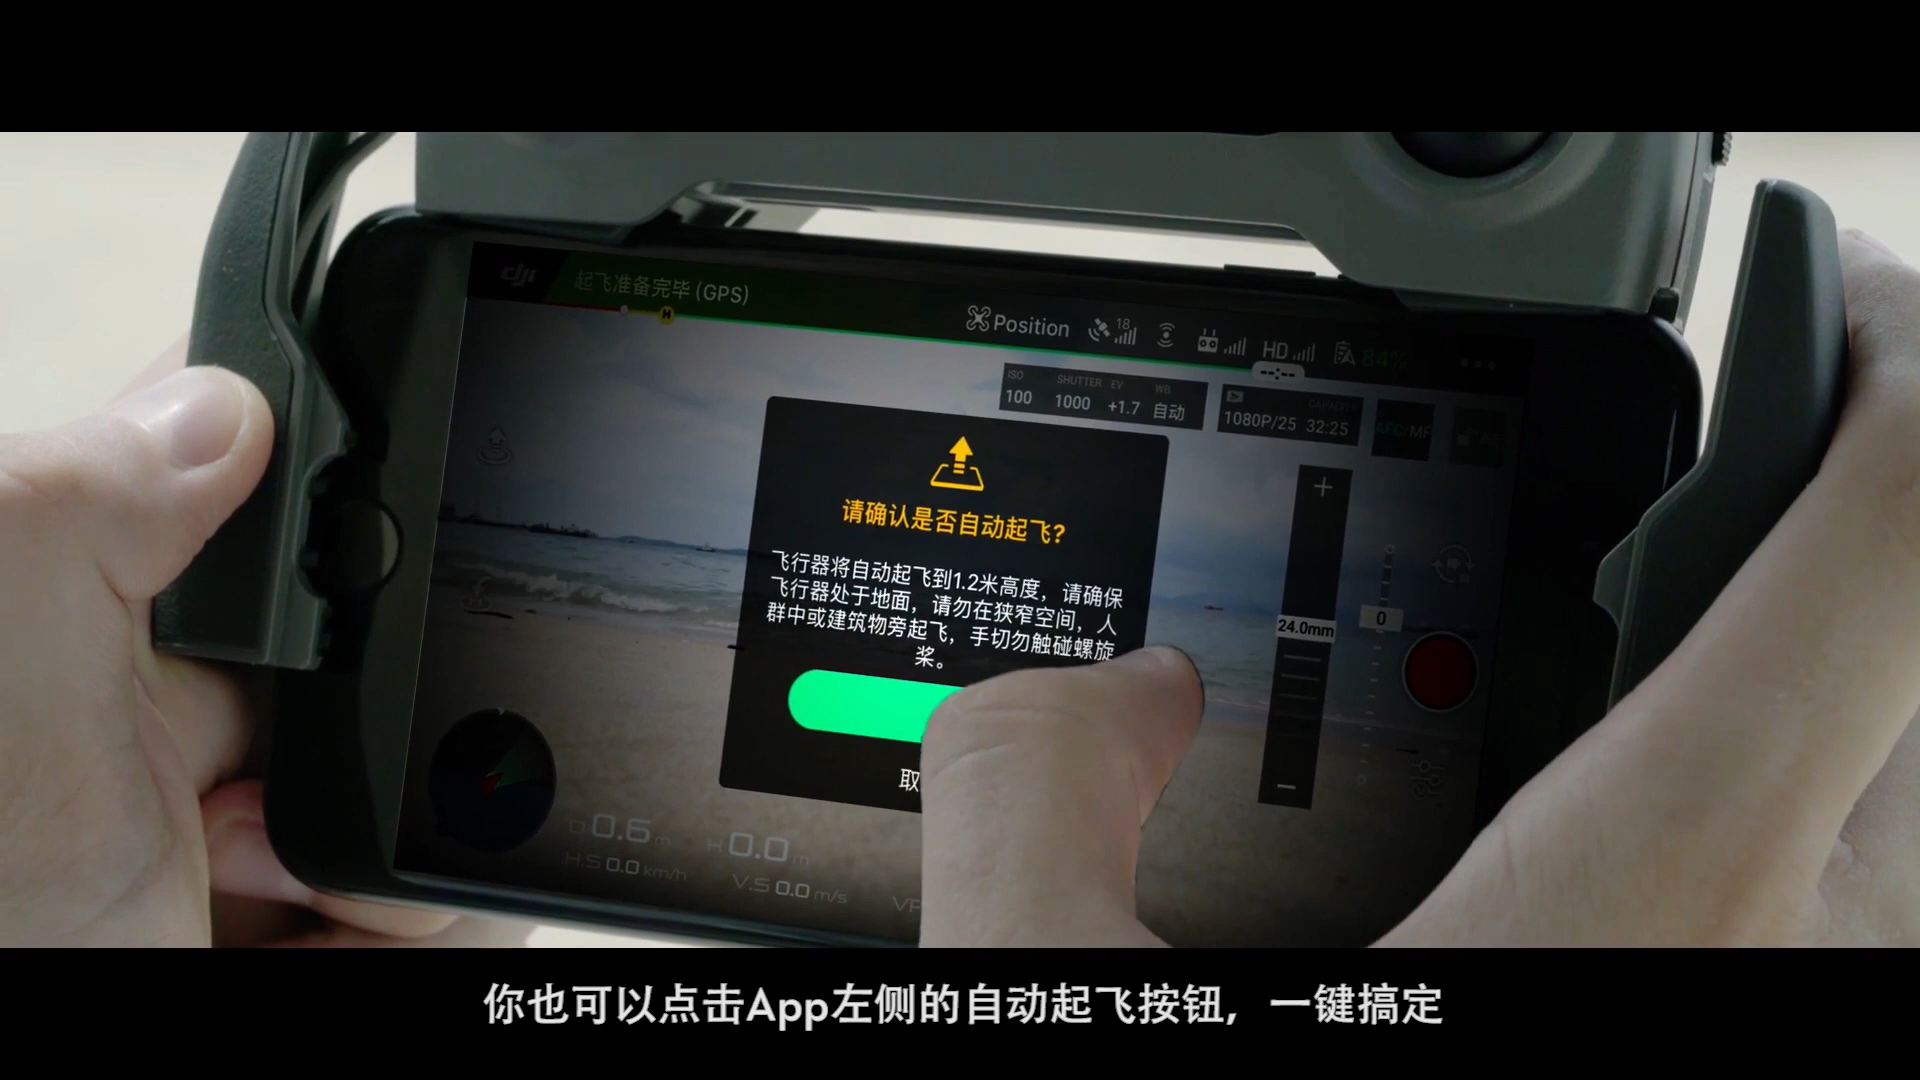 dji
起飞准备完毕 (GPS)
H
Position
18
HD
84%
ISO
100
SHUTTER
1000
EV
+1.7
WB
自动
1080P/25
CAPACITY
32:25
AFC/MF
AE
请确认是否自动起飞?
飞行器将自动起飞到1.2米高度，请确保
飞行器处于地面，请勿在狭窄空间，人
群中或建筑物旁起飞，手切勿触碰螺旋
桨。
取
+
24.0mm
0
D 0.6 m
H 0.0 m
H.S 0.0 km/h
V.S 0.0 m/s
你也可以点击App左侧的自动起飞按钮，一键搞定